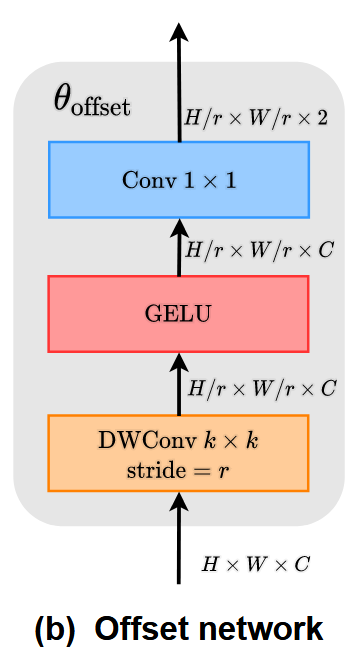 θ_offset
H/r × W/r × 2
Conv 1 × 1
H/r × W/r × C
GELU
H/r × W/r × C
DWConv k × k
stride = r
H × W × C
(b) Offset network